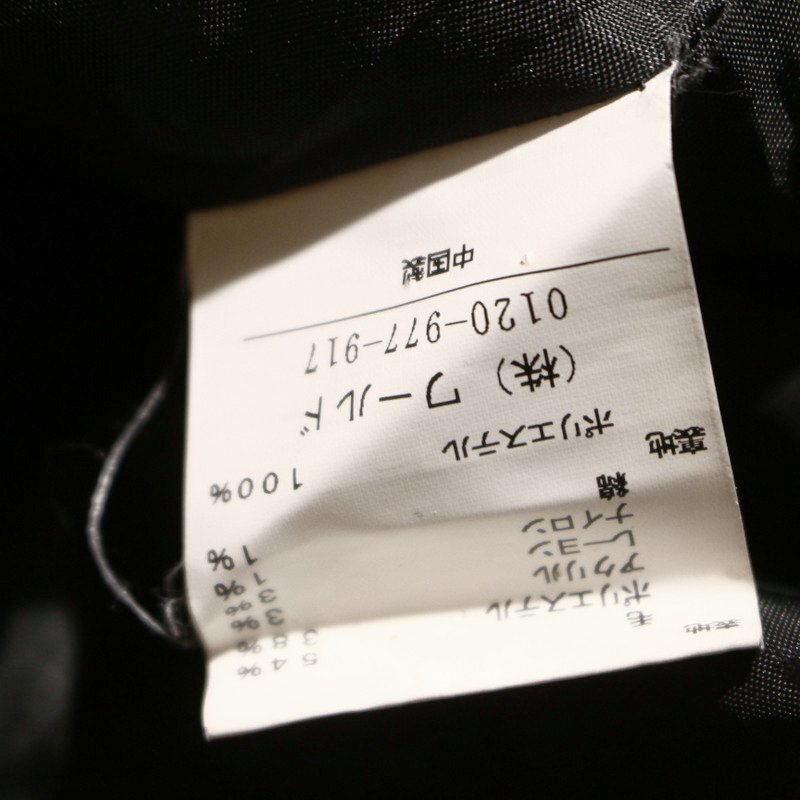 表地 毛 54%
ポリエステル 38%
アクリル 3%
レーヨン 3%
ナイロン 1%
綿 1%
裏地 ポリエステル 100%
(株) ワールド
0120-977-917
中国製